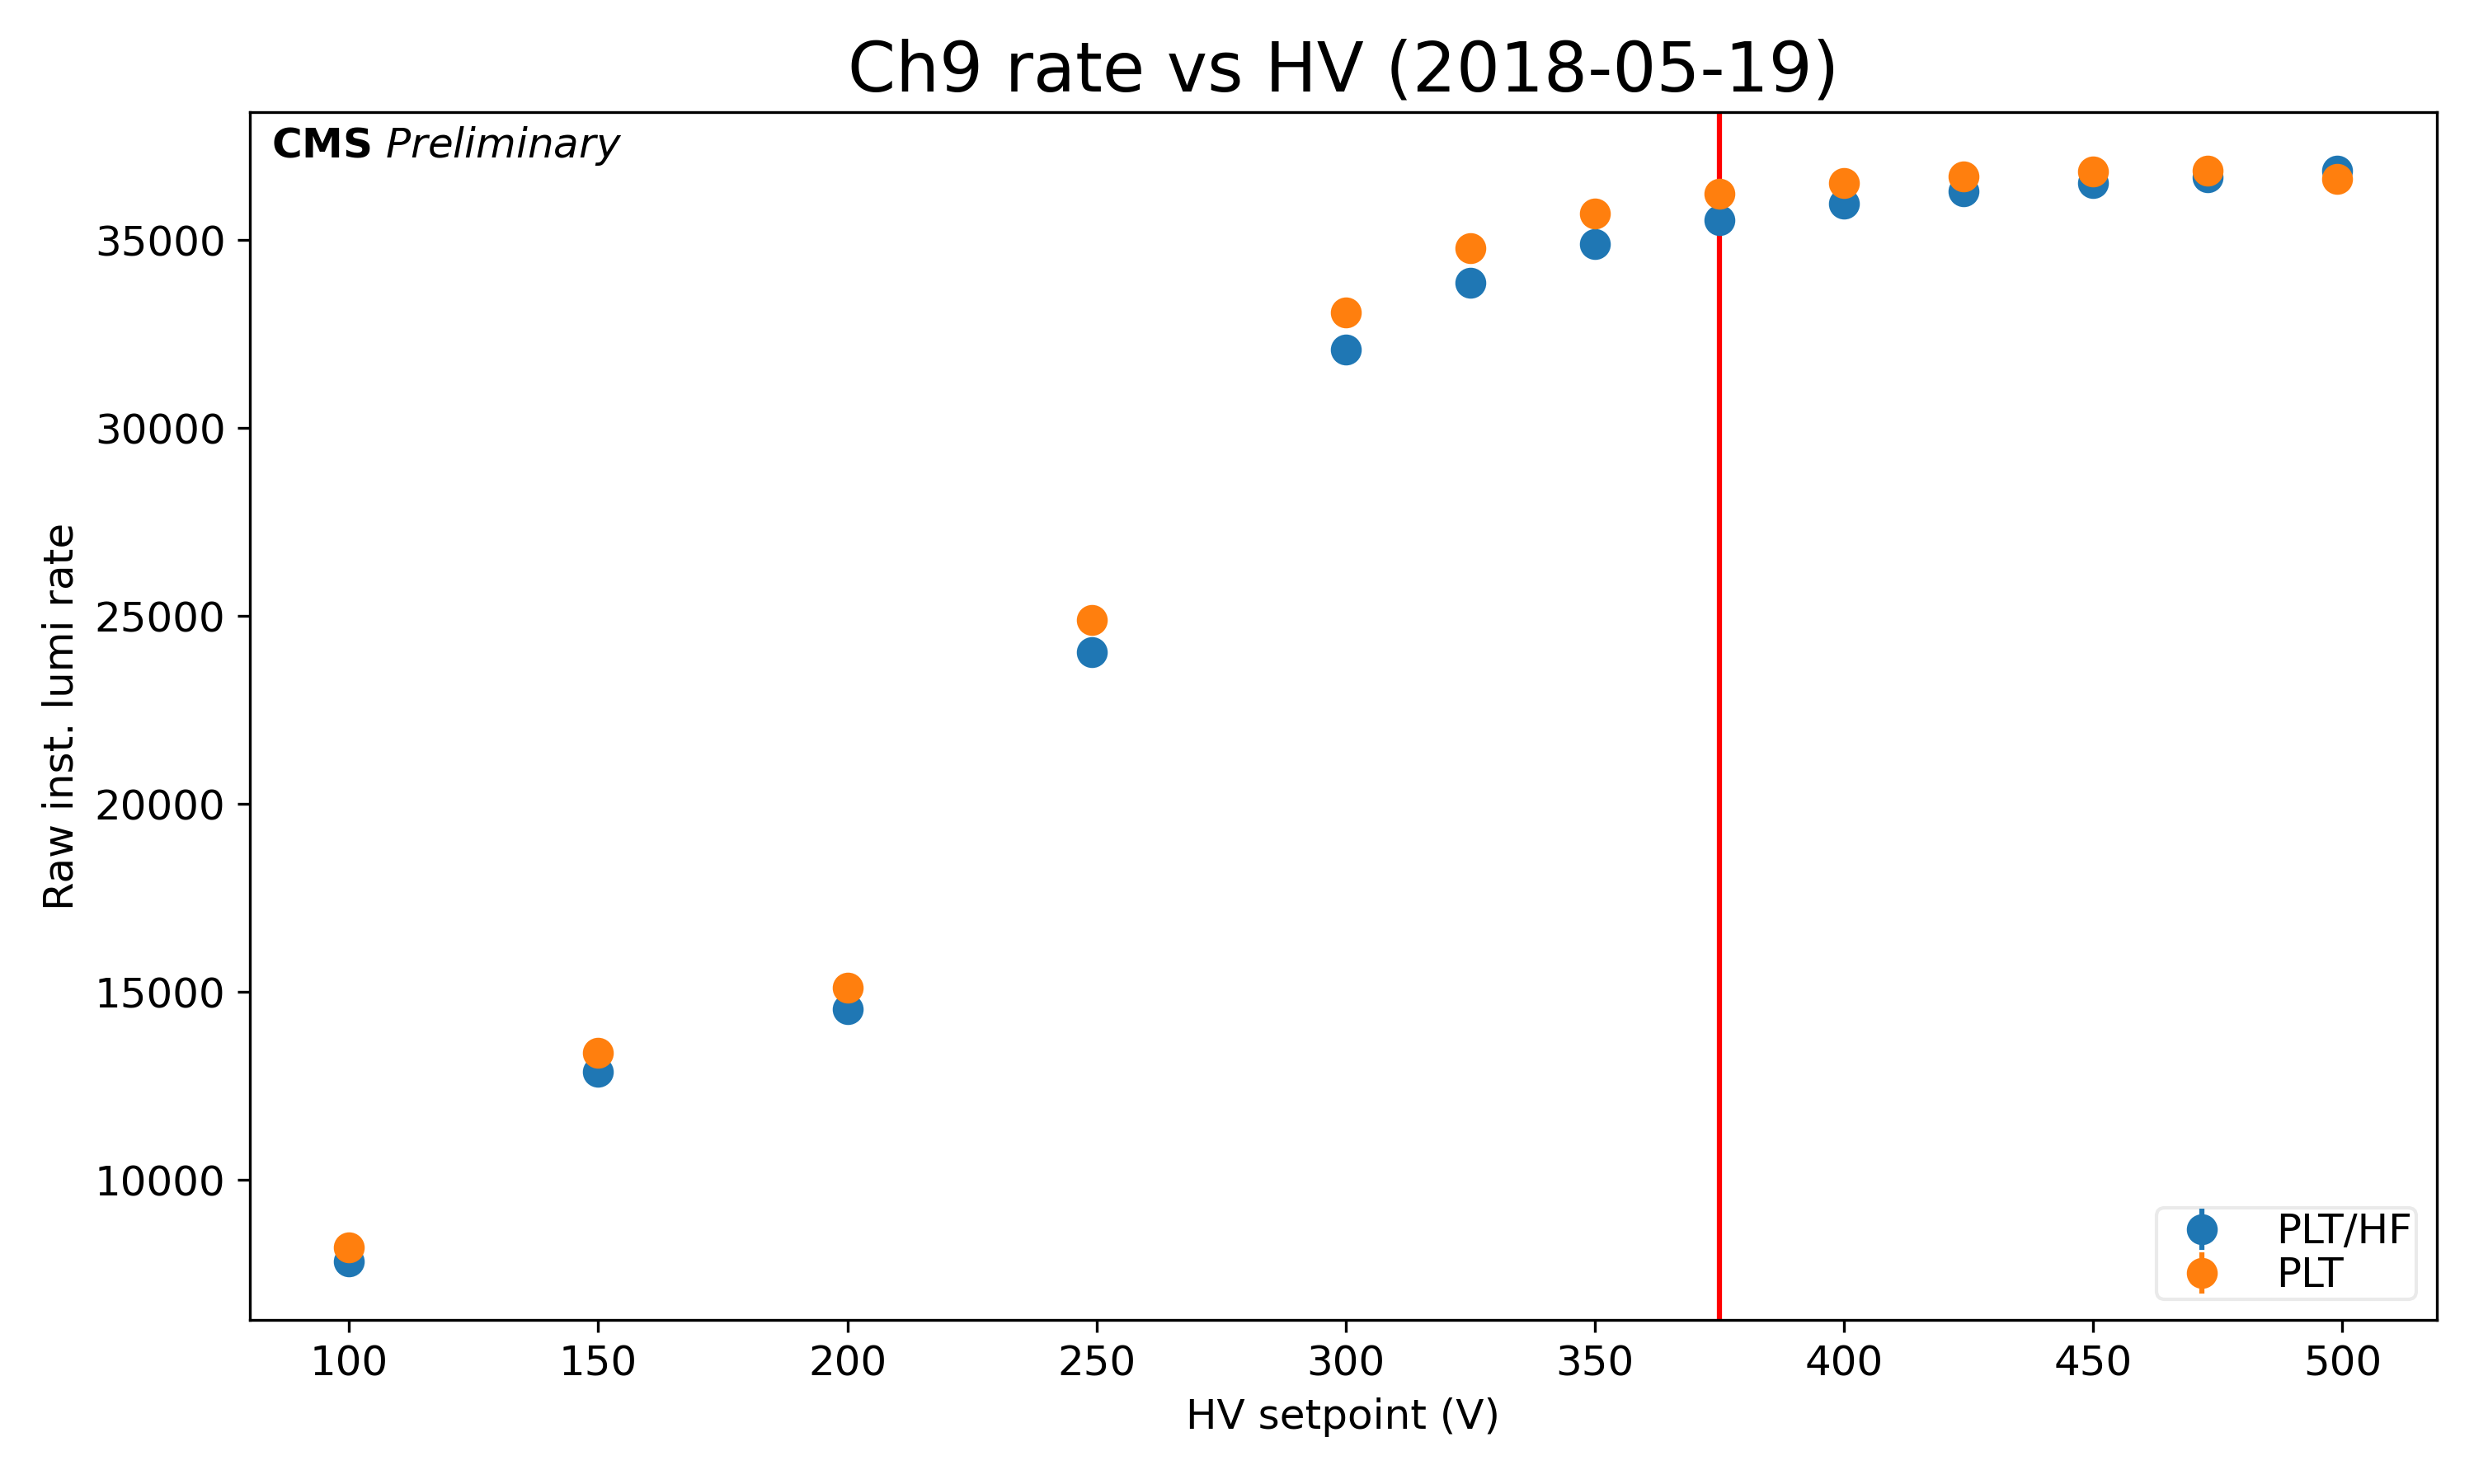 Ch9 rate vs HV (2018-05-19)
CMS Preliminary
35000
30000
25000
20000
15000
10000
Raw inst. lumi rate
100 150 200 250 300 350 400 450 500
HV setpoint (V)
PLT/HF
PLT